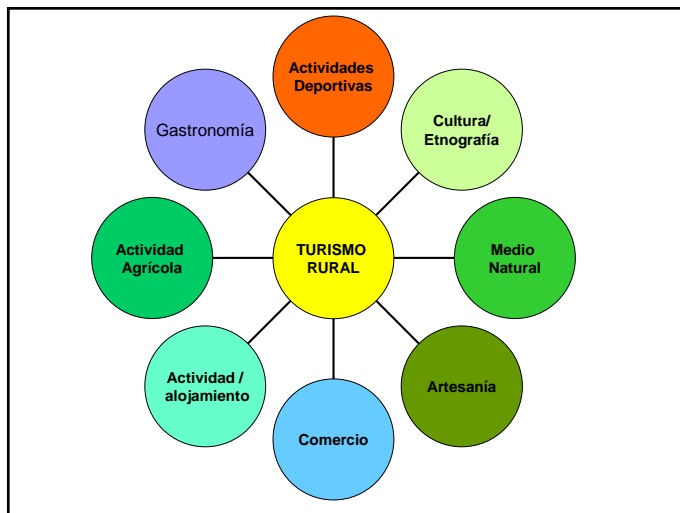 Actividades
Deportivas
Cultura/
Etnografía
Medio
Natural
Artesanía
Comercio
Actividad /
alojamiento
Actividad
Agrícola
Gastronomía
TURISMO
RURAL